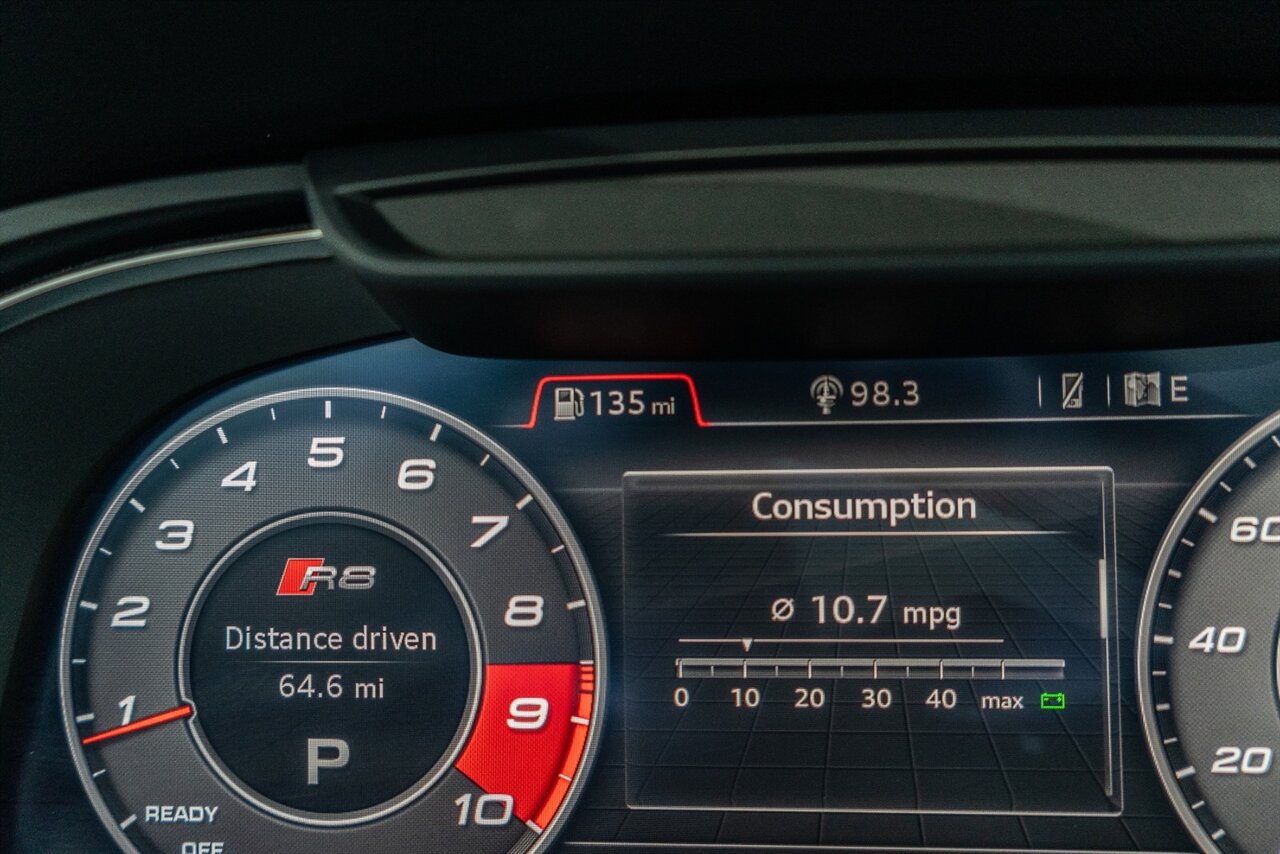 135 mi
98.3
E
5
4
6
3
7
2
8
1
9
10
READY
OFF
R8
Distance driven
64.6 mi
P
Consumption
Ø 10.7 mpg
0 10 20 30 40 max
60
40
20